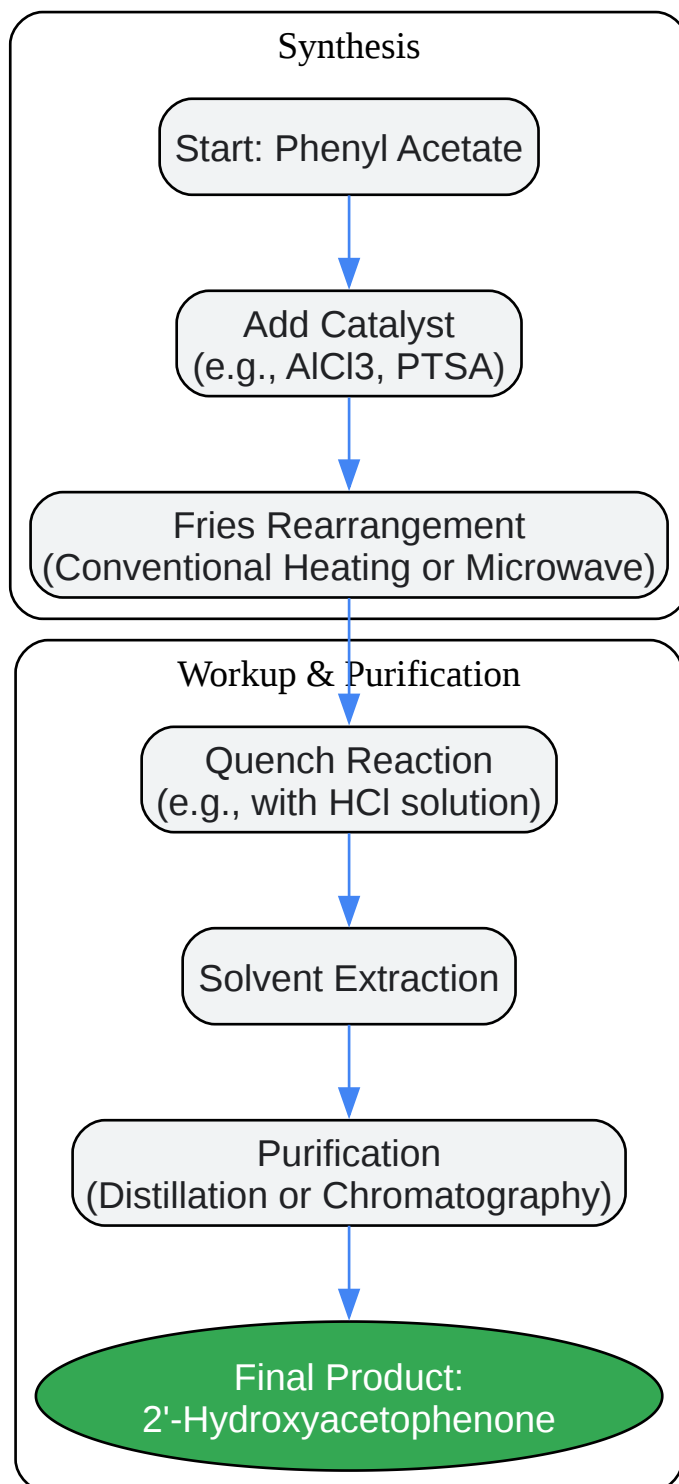 Synthesis
Start: Phenyl Acetate
Add Catalyst
(e.g., AlCl3, PTSA)
Fries Rearrangement
(Conventional Heating or Microwave)
Workup & Purification
Quench Reaction
(e.g., with HCl solution)
Solvent Extraction
Purification
(Distillation or Chromatography)
Final Product:
2'-Hydroxyacetophenone